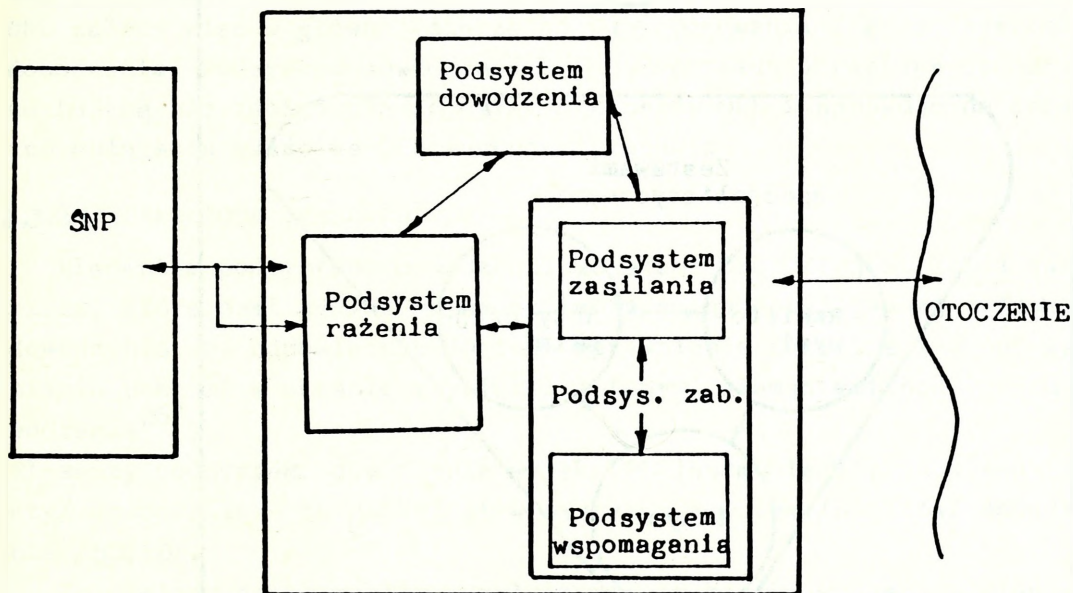 Podsystem
dowodzenia
ŚNP
Podsystem
rażenia
Podsystem
zasilania
Podsys. zab.
Podsystem
wspomagania
OTOCZENIE